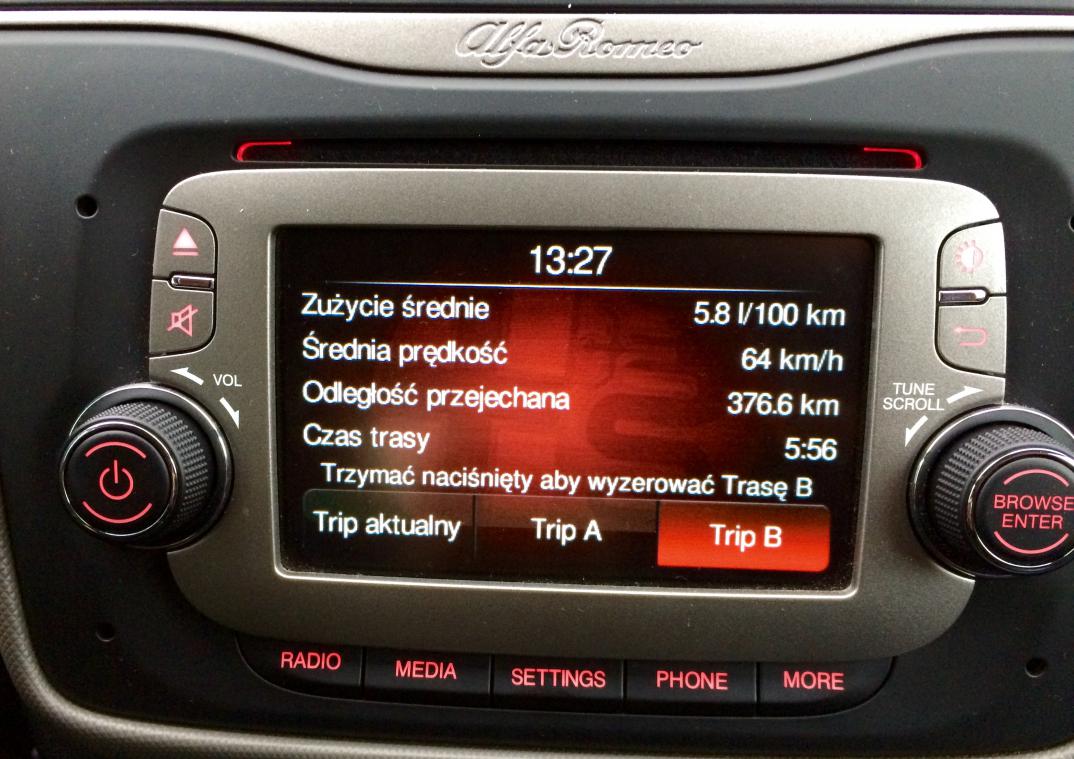 Alfa Romeo
13:27
Zużycie średnie 5.8 l/100 km
Średnia prędkość 64 km/h
Odległość przejechana 376.6 km
Czas trasy 5:56
Trzymać naciśnięty aby wyzerować Trasę B
Trip aktualny Trip A Trip B
VOL
TUNE
SCROLL
BROWSE
ENTER
RADIO MEDIA SETTINGS PHONE MORE